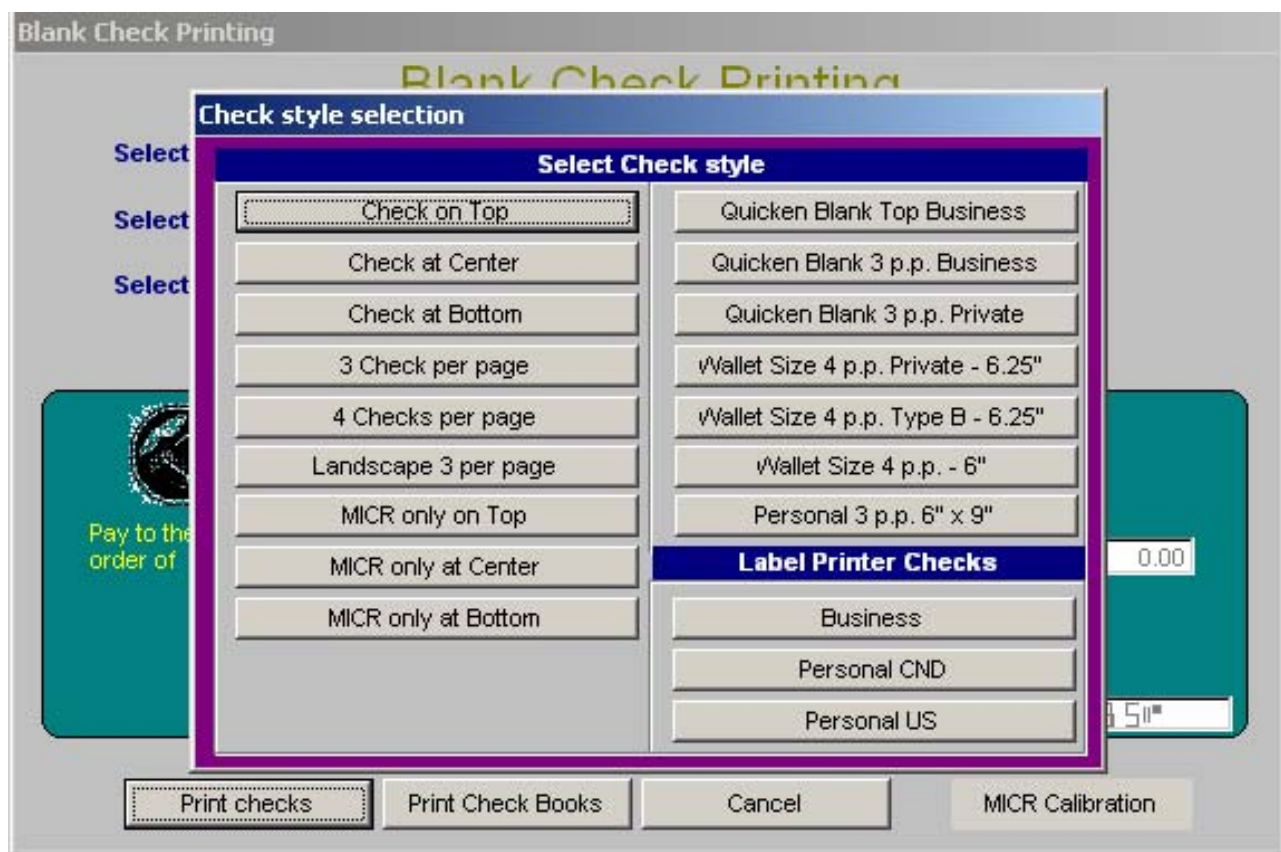 Blank Check Printing
Blank Check Printing
Check style selection
Select
Select
Select
Select Check style
Check on Top
Check at Center
Check at Bottom
3 Check per page
4 Checks per page
Landscape 3 per page
MICR only on Top
MICR only at Center
MICR only at Bottom
Quicken Blank Top Business
Quicken Blank 3 p.p. Business
Quicken Blank 3 p.p. Private
Wallet Size 4 p.p. Private - 6.25"
Wallet Size 4 p.p. Type B - 6.25"
Wallet Size 4 p.p. - 6"
Personal 3 p.p. 6" x 9"
Label Printer Checks
Business
Personal CND
Personal US
Pay to the
order of
0.00
Print checks
Print Check Books
Cancel
MICR Calibration